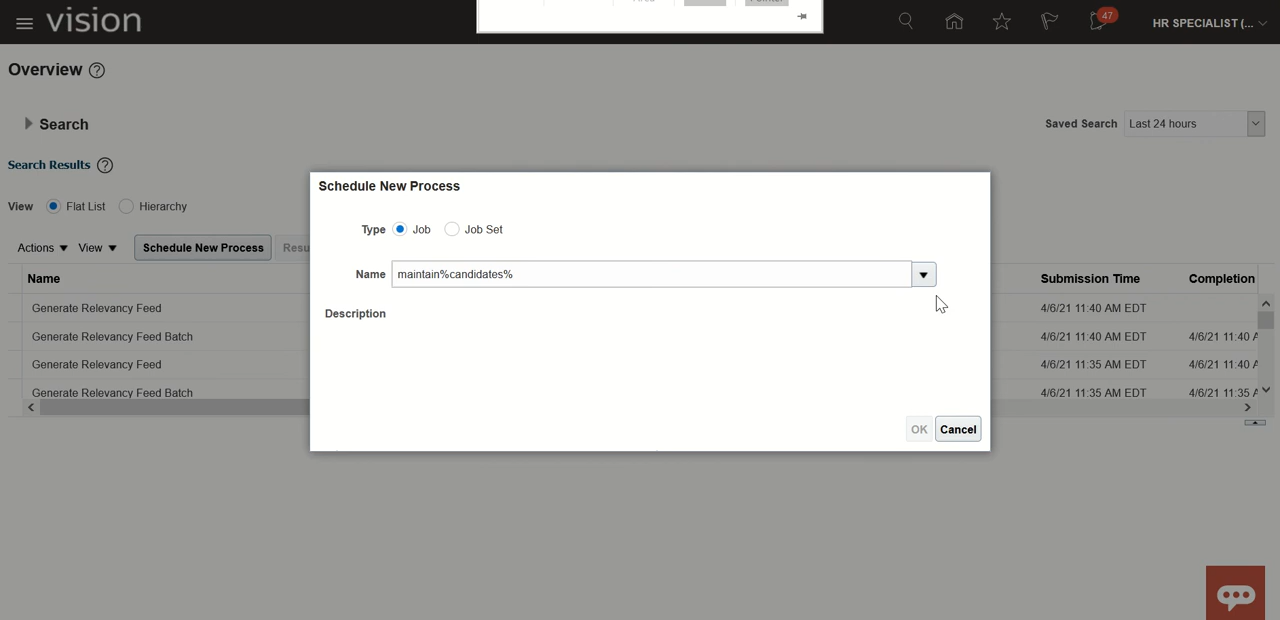 vision
47
HR SPECIALIST (...
Overview
Search
Saved Search Last 24 hours
Search Results
View Flat List Hierarchy
Actions View Schedule New Process
Schedule New Process
Type Job Job Set
Name maintain%candidates%
Description
OK Cancel
Name Submission Time Completion
Generate Relevancy Feed 4/6/21 11:40 AM EDT
Generate Relevancy Feed Batch 4/6/21 11:40 AM EDT 4/6/21 11:40
Generate Relevancy Feed 4/6/21 11:35 AM EDT 4/6/21 11:40
Generate Relevancy Feed Batch 4/6/21 11:35 AM EDT 4/6/21 11:35